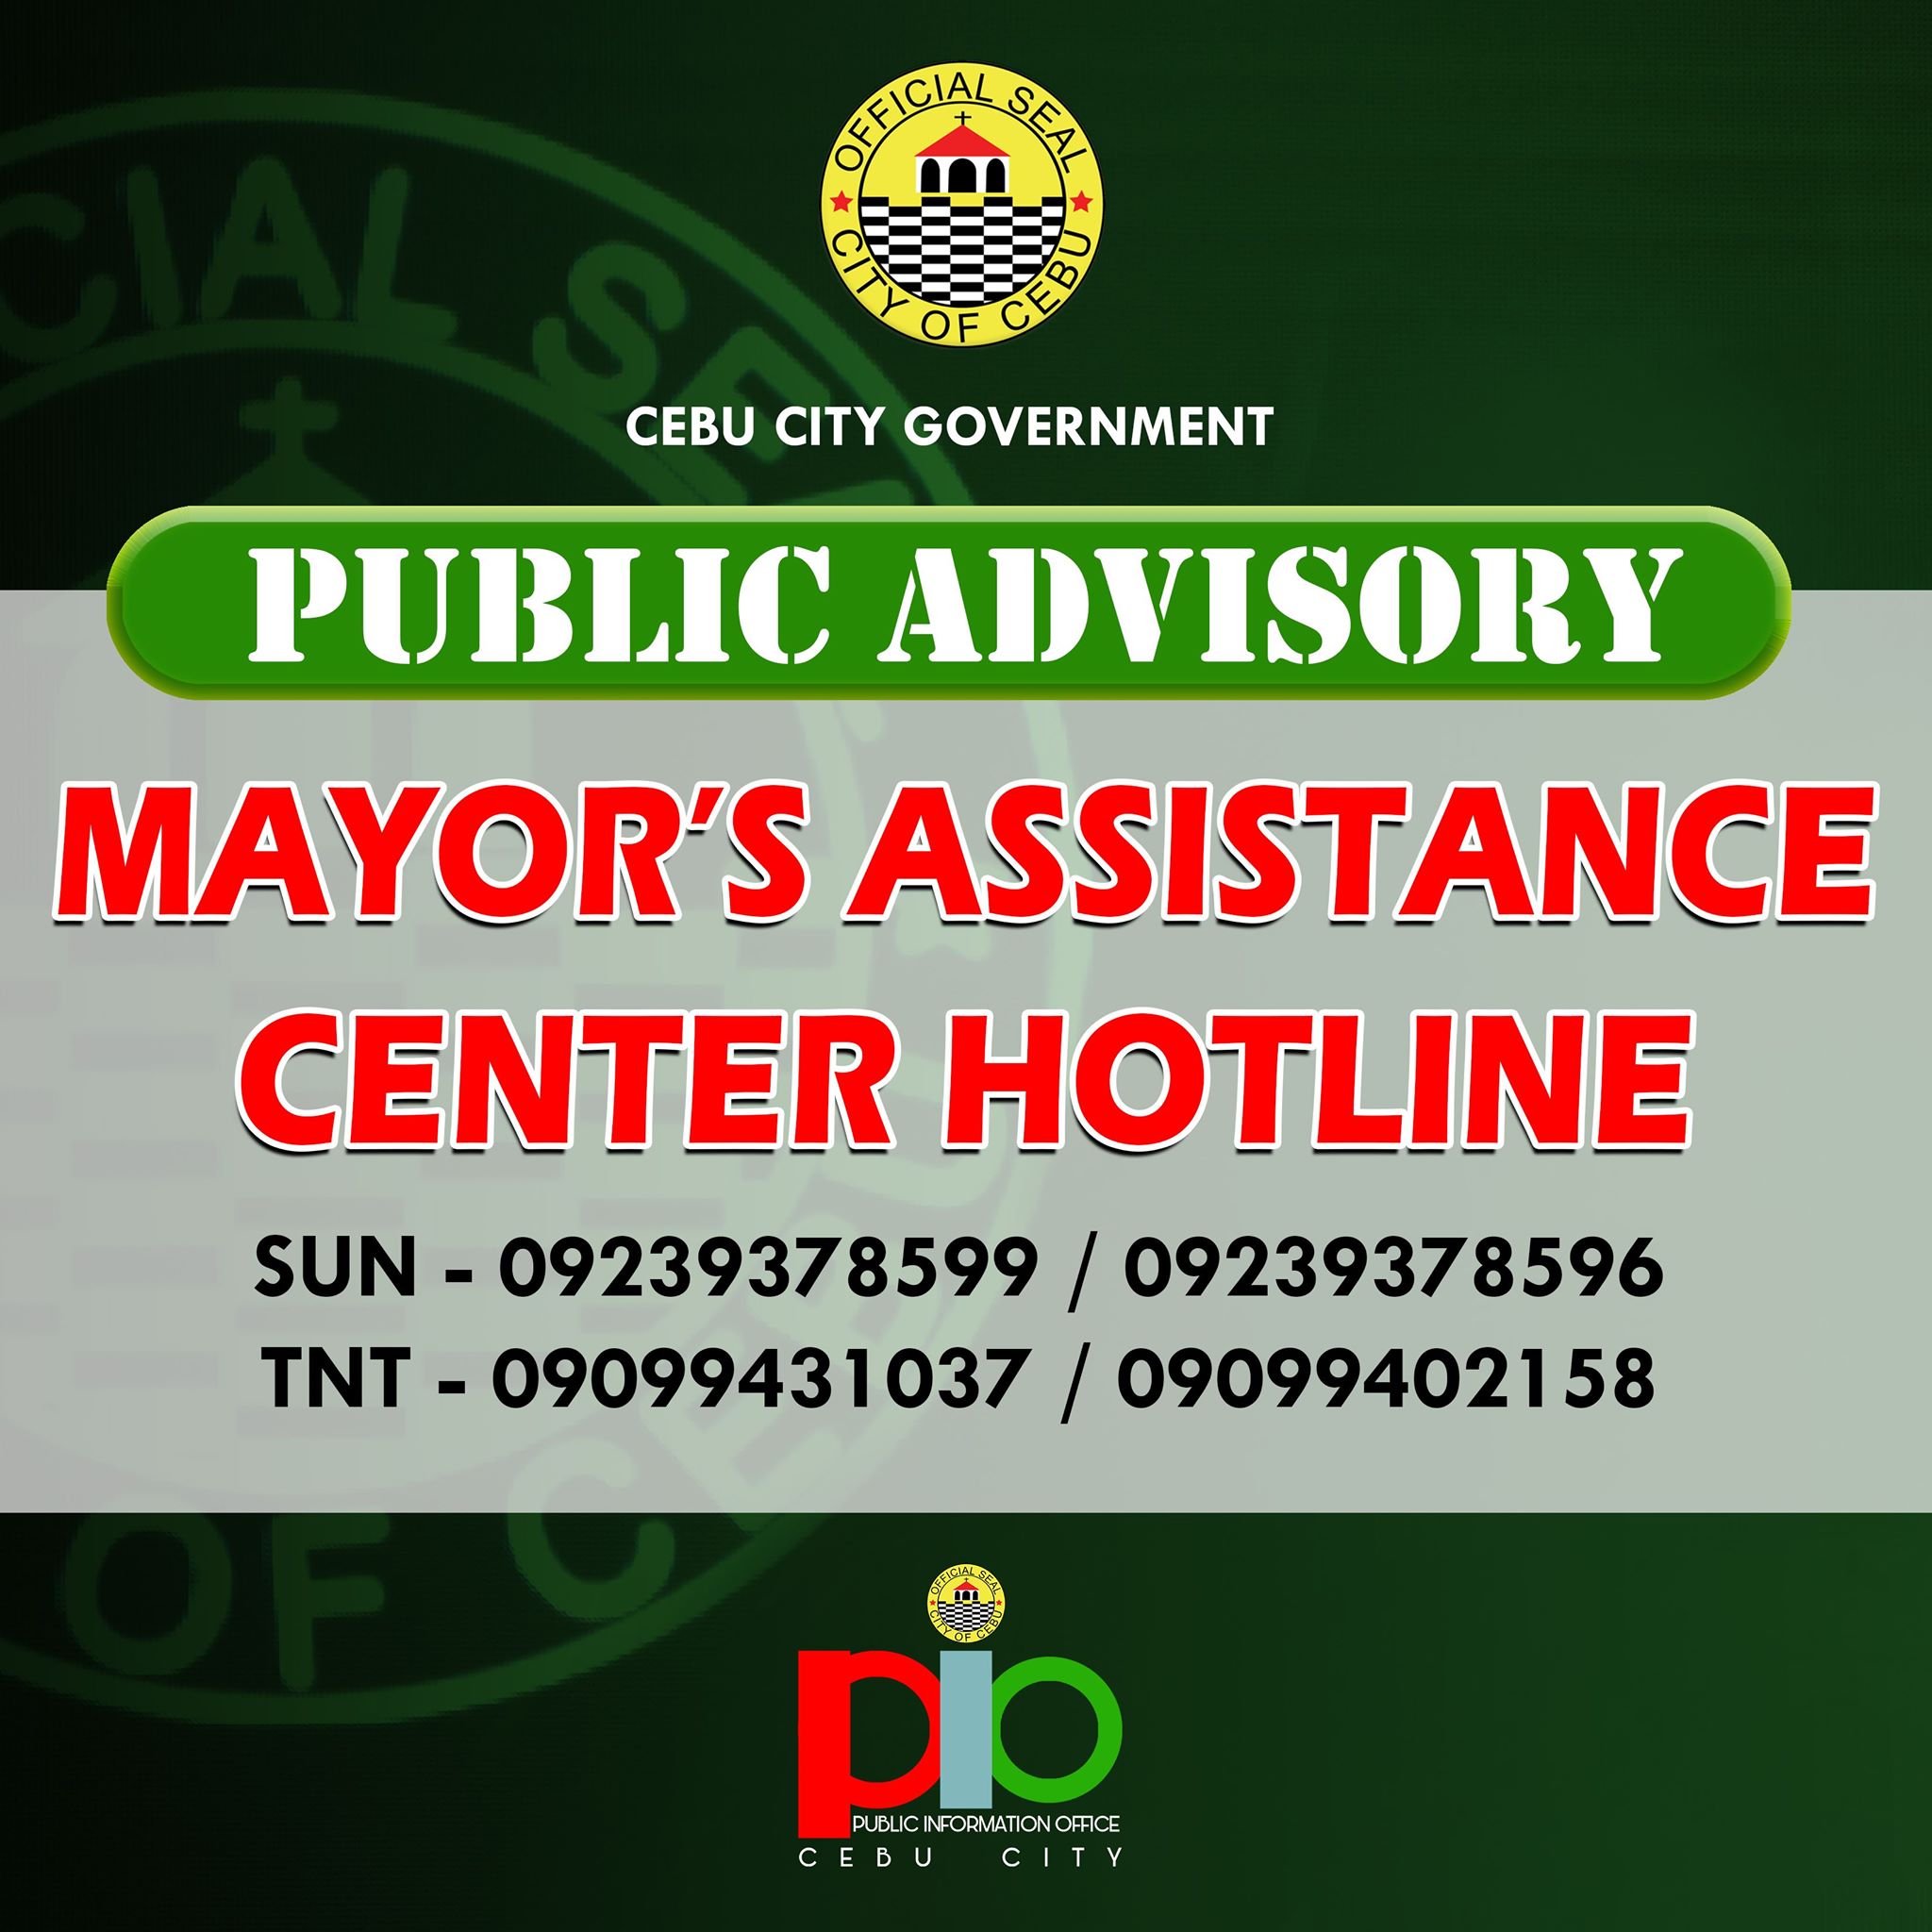 OFFICIAL SEAL
CITY OF CEBU
CEBU CITY GOVERNMENT
PUBLIC ADVISORY
MAYOR'S ASSISTANCE
CENTER HOTLINE
SUN - 09239378599 / 09239378596
TNT - 09099431037 / 09099402158
OFFICIAL SEAL
CITY OF CEBU
pio
PUBLIC INFORMATION OFFICE
CEBU CITY